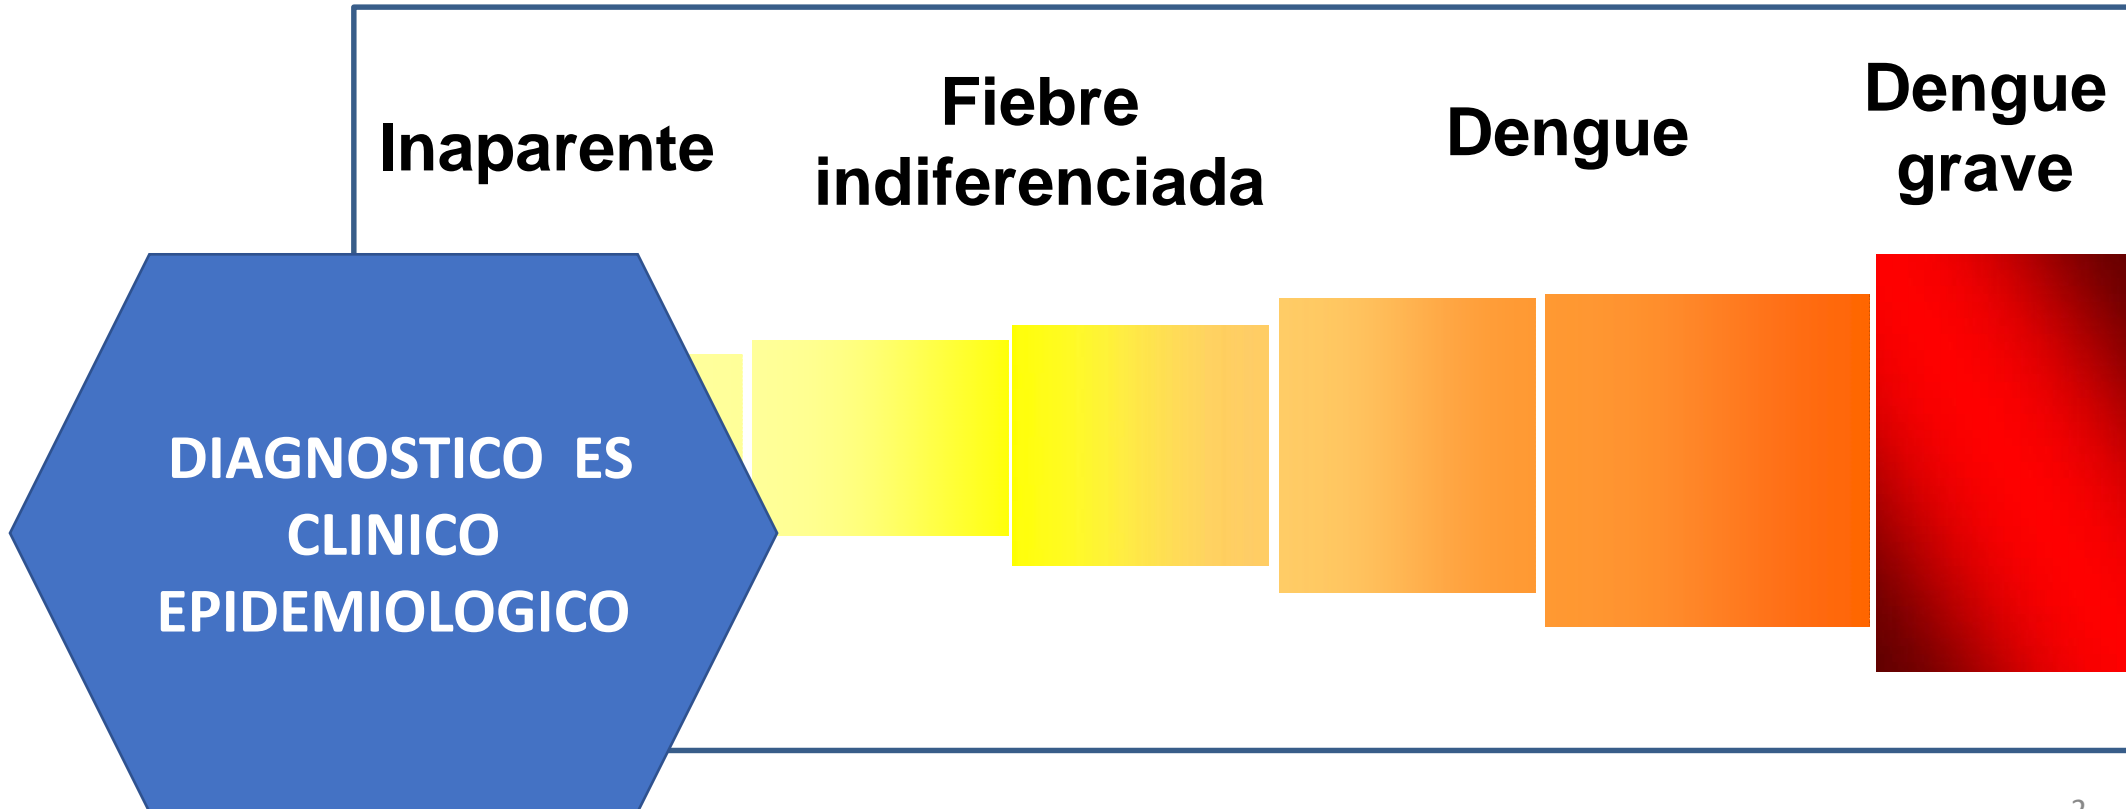 Inaparente
Fiebre
indiferenciada
Dengue
Dengue
grave
DIAGNOSTICO ES
CLINICO
EPIDEMIOLOGICO